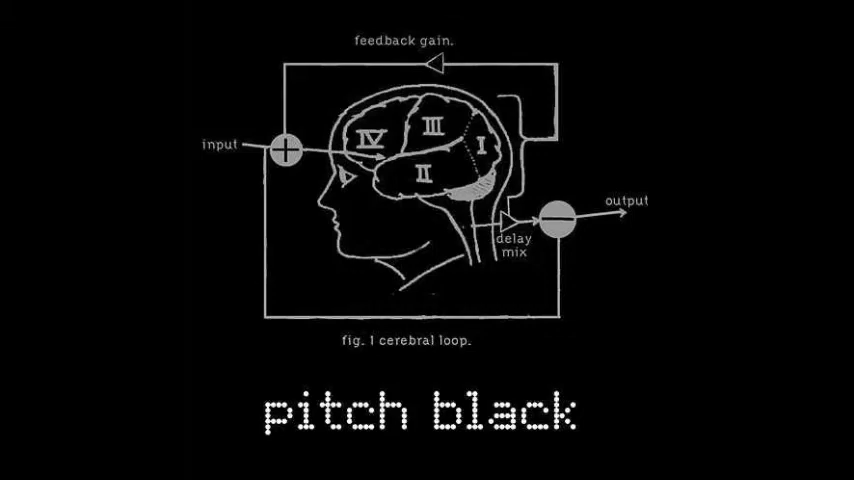 feedback gain.
input
IV
III
I
II
output
delay
mix
fig. 1 cerebral loop.
pitch black